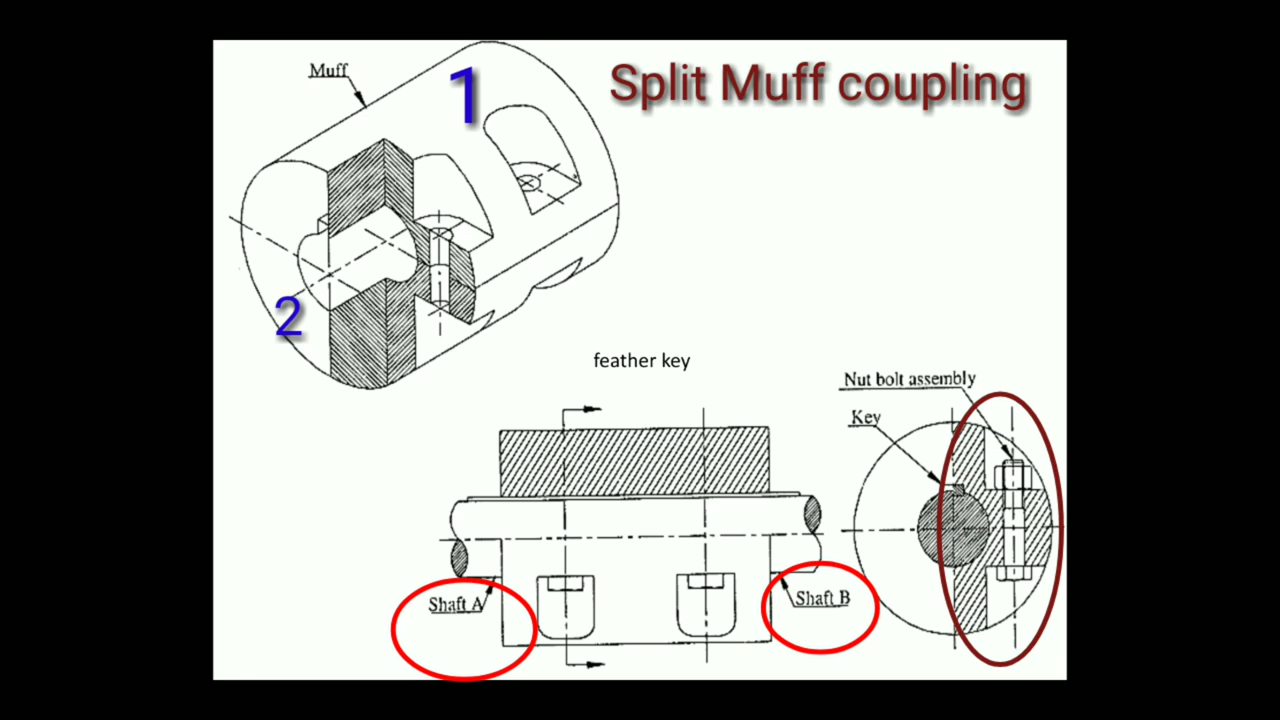 Split Muff coupling
Muff
1
2
feather key
Nut bolt assembly
Key
Shaft A
Shaft B